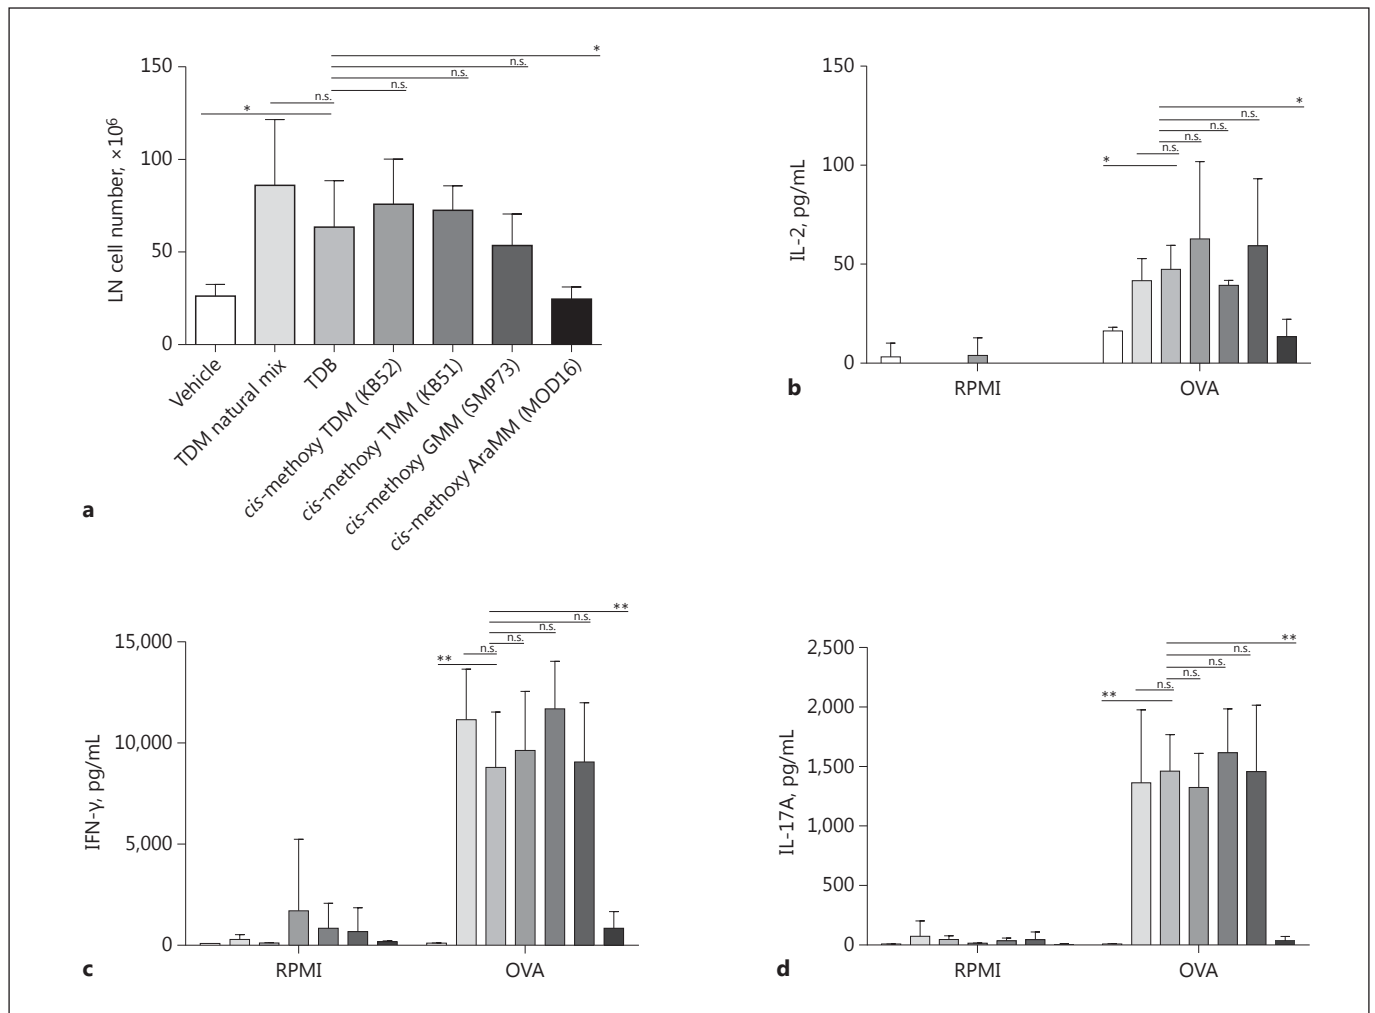 *
n.s.
n.s.
n.s.
n.s.
*
150
100
50
0
LN cell number, ×10⁶
Vehicle
TDM natural mix
TDB
cis-methoxy TDM (KB52)
cis-methoxy TMM (KB51)
cis-methoxy GMM (SMP73)
cis-methoxy AraMM (MOD16)
a
*
n.s.
n.s.
n.s.
n.s.
*
150
100
50
0
IL-2, pg/mL
RPMI
OVA
b
**
n.s.
n.s.
n.s.
n.s.
**
15,000
10,000
5,000
0
IFN-γ, pg/mL
RPMI
OVA
c
**
n.s.
n.s.
n.s.
n.s.
**
2,500
2,000
1,500
1,000
500
0
IL-17A, pg/mL
RPMI
OVA
d